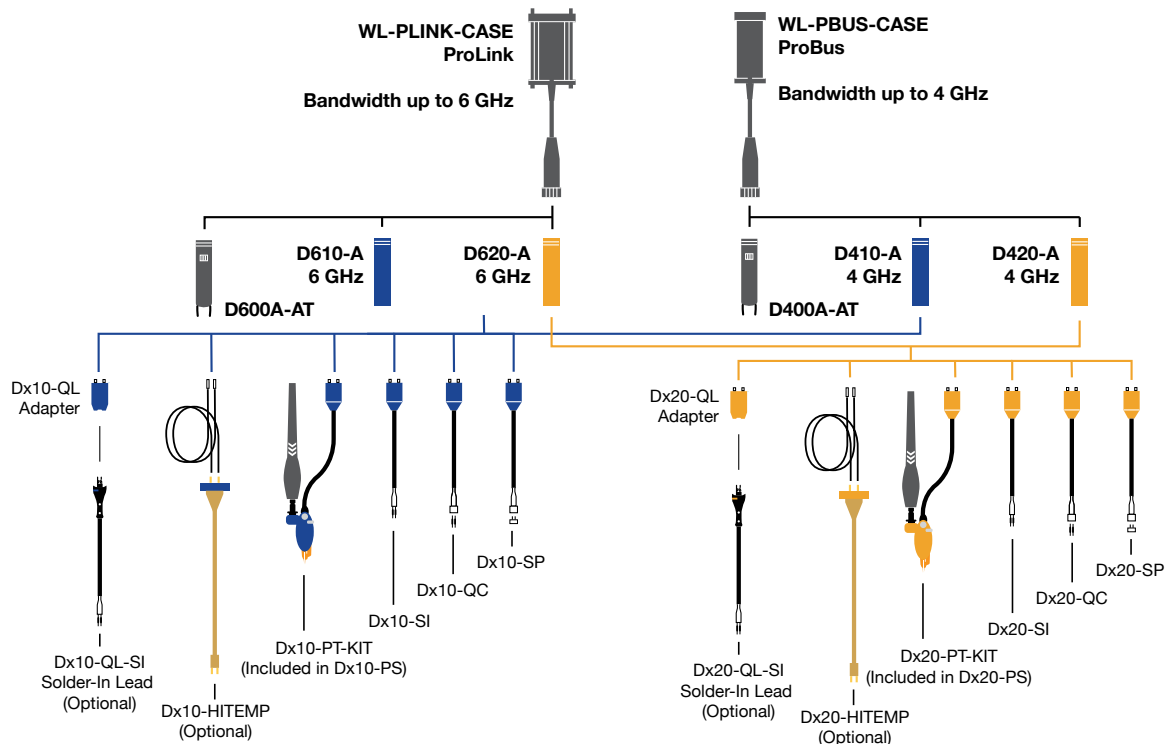 WL-PLINK-CASE
ProLink
Bandwidth up to 6 GHz
WL-PBUS-CASE
ProBus
Bandwidth up to 4 GHz
D600A-AT
D610-A
6 GHz
D620-A
6 GHz
D400A-AT
D410-A
4 GHz
D420-A
4 GHz
Dx10-QL
Adapter
Dx10-QL-SI
Solder-In Lead
(Optional)
Dx10-HITEMP
(Optional)
Dx10-PT-KIT
(Included in Dx10-PS)
Dx10-SI
Dx10-QC
Dx10-SP
Dx20-QL
Adapter
Dx20-QL-SI
Solder-In Lead
(Optional)
Dx20-HITEMP
(Optional)
Dx20-PT-KIT
(Included in Dx20-PS)
Dx20-SI
Dx20-QC
Dx20-SP